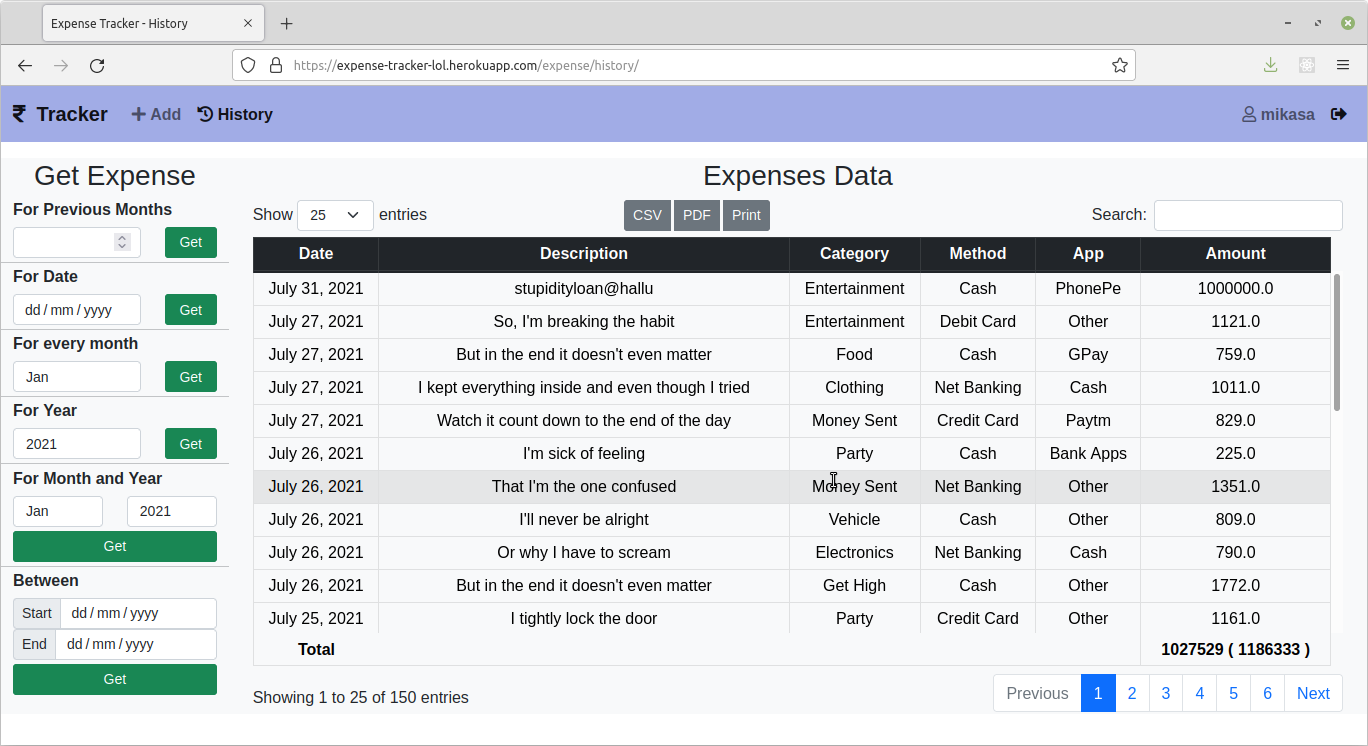 Expense Tracker - History
https://expense-tracker-lol.herokuapp.com/expense/history/
₹ Tracker Add History mikasa
Get Expense
For Previous Months
Get
For Date
dd / mm / yyyy Get
For every month
Jan Get
For Year
2021 Get
For Month and Year
Jan 2021
Get
Between
Start dd / mm / yyyy
End dd / mm / yyyy
Get
Expenses Data
Show 25 entries CSV PDF Print Search:
Date Description Category Method App Amount
July 31, 2021 stupidityloan@hallu Entertainment Cash PhonePe 1000000.0
July 27, 2021 So, I'm breaking the habit Entertainment Debit Card Other 1121.0
July 27, 2021 But in the end it doesn't even matter Food Cash GPay 759.0
July 27, 2021 I kept everything inside and even though I tried Clothing Net Banking Cash 1011.0
July 27, 2021 Watch it count down to the end of the day Money Sent Credit Card Paytm 829.0
July 26, 2021 I'm sick of feeling Party Cash Bank Apps 225.0
July 26, 2021 That I'm the one confused Money Sent Net Banking Other 1351.0
July 26, 2021 I'll never be alright Vehicle Cash Other 809.0
July 26, 2021 Or why I have to scream Electronics Net Banking Cash 790.0
July 26, 2021 But in the end it doesn't even matter Get High Cash Other 1772.0
July 25, 2021 I tightly lock the door Party Credit Card Other 1161.0
Total 1027529 ( 1186333 )
Showing 1 to 25 of 150 entries Previous 1 2 3 4 5 6 Next